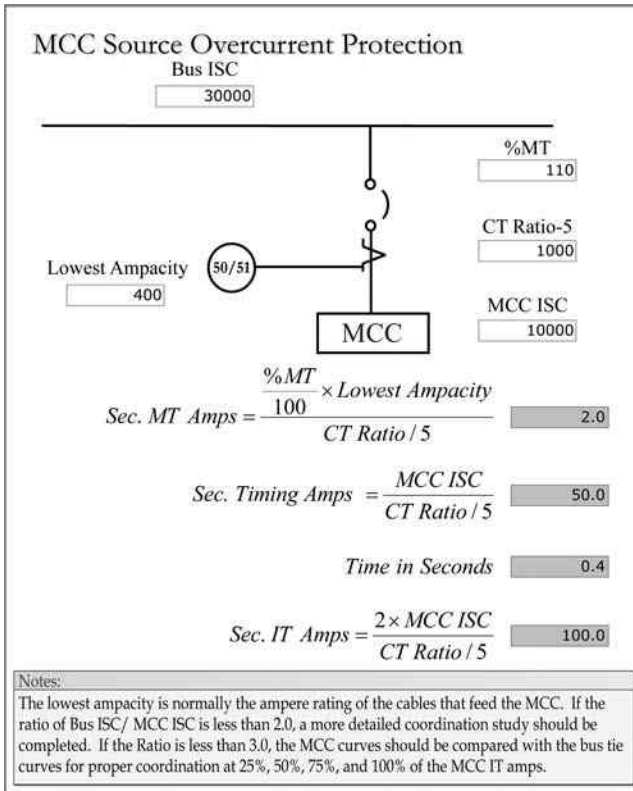 MCC Source Overcurrent Protection
Bus ISC
30000
%MT
110
CT Ratio-5
1000
Lowest Ampacity
400
50/51
MCC ISC
10000
MCC
Sec. MT Amps = %MT/100 × Lowest Ampacity / CT Ratio / 5
2.0
Sec. Timing Amps = MCC ISC / CT Ratio / 5
50.0
Time in Seconds
0.4
Sec. IT Amps = 2 × MCC ISC / CT Ratio / 5
100.0
Notes:
The lowest ampacity is normally the ampere rating of the cables that feed the MCC. If the
ratio of Bus ISC/ MCC ISC is less than 2.0, a more detailed coordination study should be
completed. If the Ratio is less than 3.0, the MCC curves should be compared with the bus tie
curves for proper coordination at 25%, 50%, 75%, and 100% of the MCC IT amps.